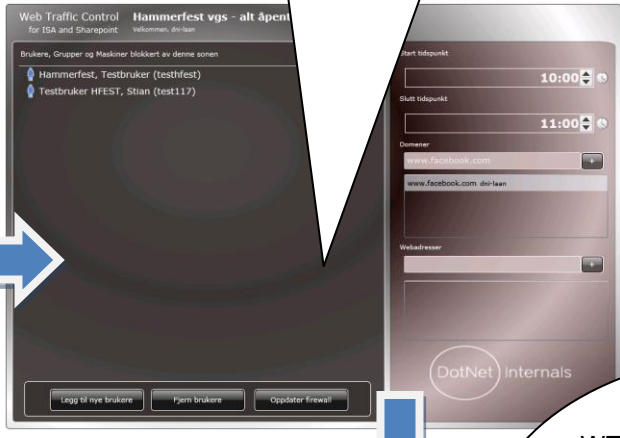 Web Traffic Control
for ISA and Sharepoint
Hammerfest vgs - alt åpent
Velkommen, dni-laan
Brukere, Grupper og Maskiner blokkert av denne sonen
Hammerfest, Testbruker (testhfest)
Testbruker HFEST, Stian (test117)
Legg til nye brukere
Fjern brukere
Oppdater firewall
Start tidspunkt
10:00
Slutt tidspunkt
11:00
Domener
www.facebook.com
+
www.facebook.com dni-laan
Webadresser
+
DotNet Internals